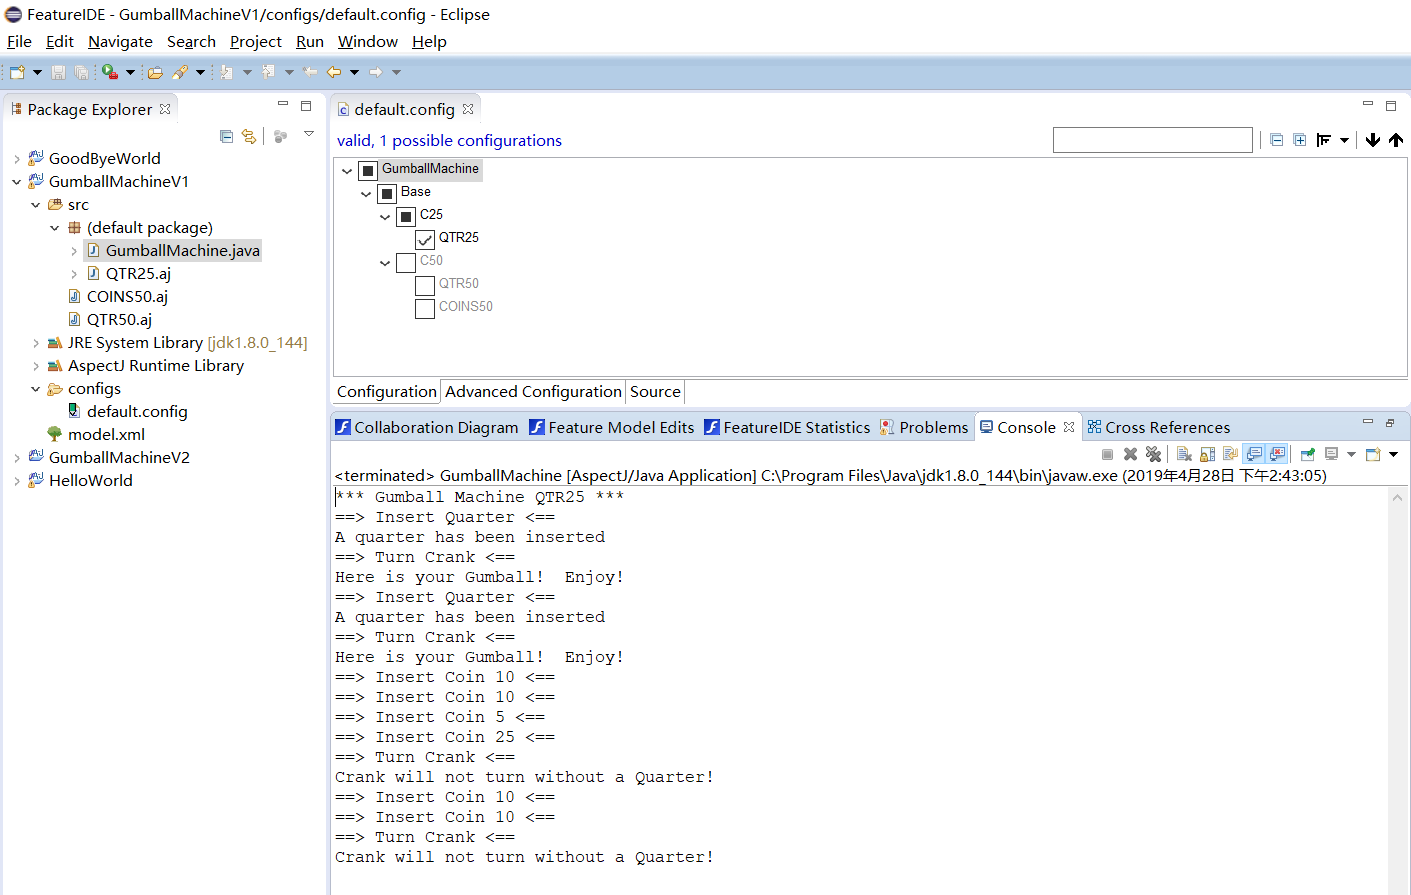 FeatureIDE - GumballMachineV1/configs/default.config - Eclipse
File Edit Navigate Search Project Run Window Help
Package Explorer
GoodByeWorld
GumballMachineV1
src
(default package)
GumballMachine.java
QTR25.aj
COINS50.aj
QTR50.aj
JRE System Library [jdk1.8.0_144]
AspectJ Runtime Library
configs
default.config
model.xml
GumballMachineV2
HelloWorld
default.config
valid, 1 possible configurations
GumballMachine
Base
C25
QTR25
C50
QTR50
COINS50
Configuration Advanced Configuration Source
Collaboration Diagram Feature Model Edits FeatureIDE Statistics Problems Console Cross References
<terminated> GumballMachine [AspectJ/Java Application] C:\Program Files\Java\jdk1.8.0_144\bin\javaw.exe (2019年4月28日 下午2:43:05)
*** Gumball Machine QTR25 ***
==> Insert Quarter <==
A quarter has been inserted
==> Turn Crank <==
Here is your Gumball!  Enjoy!
==> Insert Quarter <==
A quarter has been inserted
==> Turn Crank <==
Here is your Gumball!  Enjoy!
==> Insert Coin 10 <==
==> Insert Coin 10 <==
==> Insert Coin 5 <==
==> Insert Coin 25 <==
==> Turn Crank <==
Crank will not turn without a Quarter!
==> Insert Coin 10 <==
==> Insert Coin 10 <==
==> Turn Crank <==
Crank will not turn without a Quarter!